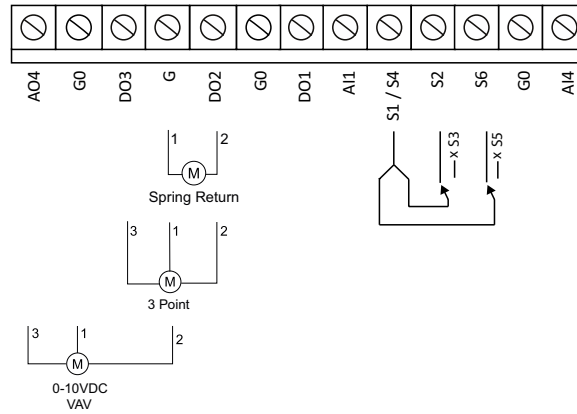 AO4 G0 DO3 G DO2 G0 DO1 AI1 S1 / S4 S2 S6 G0 AI4
x S3 x S5
1 2
M
Spring Return
3 1 2
M
3 Point
3 1 2
M
0-10VDC
VAV